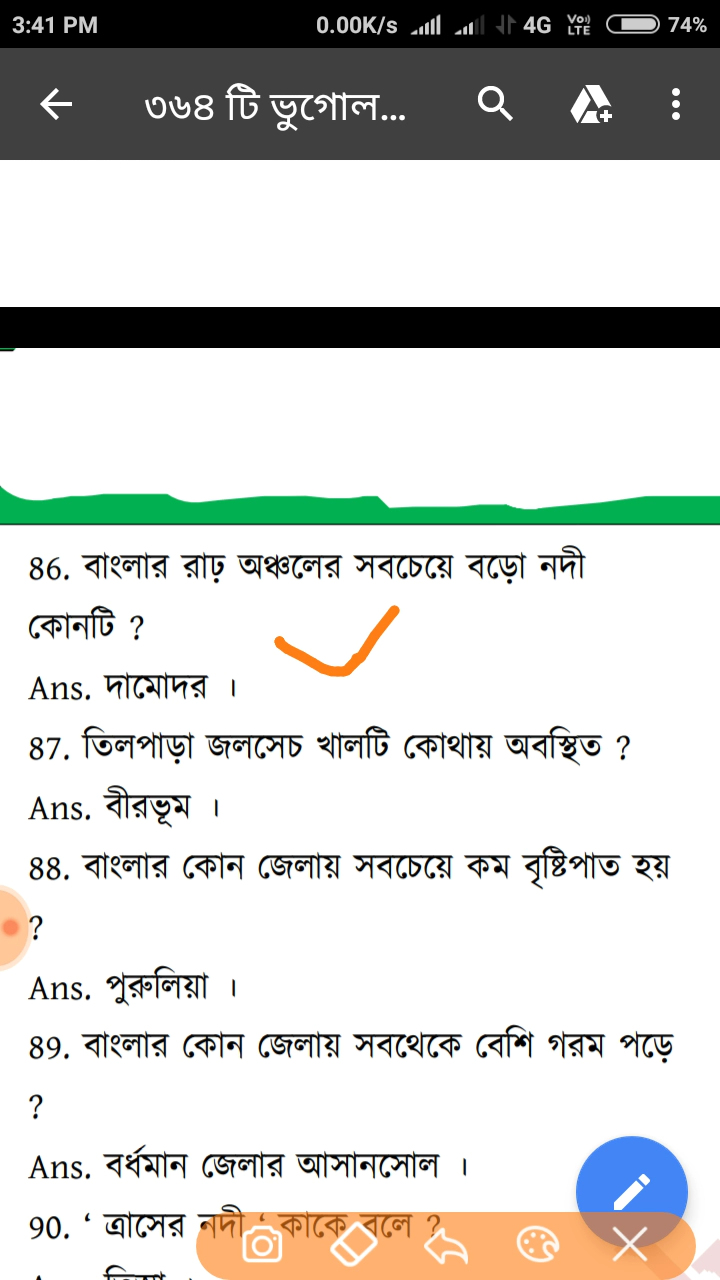 3:41 PM 0.00K/s 4G Vo)) LTE 74%
৩৬৪ টি ভুগোল...
86. বাংলার রাঢ় অঞ্চলের সবচেয়ে বড়ো নদী
কোনটি ?
Ans. দামোদর ।
87. তিলপাড়া জলসেচ খালটি কোথায় অবস্থিত ?
Ans. বীরভূম ।
88. বাংলার কোন জেলায় সবচেয়ে কম বৃষ্টিপাত হয়
?
Ans. পুরুলিয়া ।
89. বাংলার কোন জেলায় সবথেকে বেশি গরম পড়ে
?
Ans. বর্ধমান জেলার আসানসোল ।
90. ‘ ত্রাসের নদী ‘ কাকে বলে ?